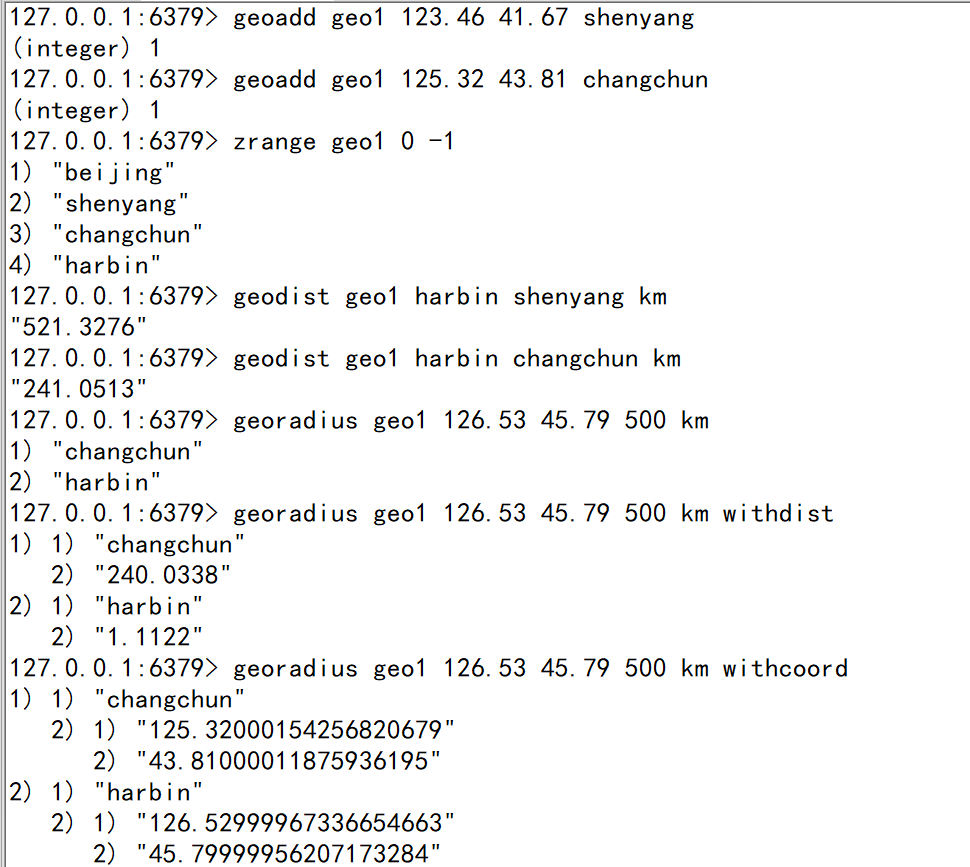 127.0.0.1:6379> geoadd geo1 123.46 41.67 shenyang
(integer) 1
127.0.0.1:6379> geoadd geo1 125.32 43.81 changchun
(integer) 1
127.0.0.1:6379> zrange geo1 0 -1
1) "beijing"
2) "shenyang"
3) "changchun"
4) "harbin"
127.0.0.1:6379> geodist geo1 harbin shenyang km
"521.3276"
127.0.0.1:6379> geodist geo1 harbin changchun km
"241.0513"
127.0.0.1:6379> georadius geo1 126.53 45.79 500 km
1) "changchun"
2) "harbin"
127.0.0.1:6379> georadius geo1 126.53 45.79 500 km withdist
1) 1) "changchun"
   2) "240.0338"
2) 1) "harbin"
   2) "1.1122"
127.0.0.1:6379> georadius geo1 126.53 45.79 500 km withcoord
1) 1) "changchun"
   2) 1) "125.32000154256820679"
      2) "43.81000011875936195"
2) 1) "harbin"
   2) 1) "126.52999967336654663"
      2) "45.79999956207173284"